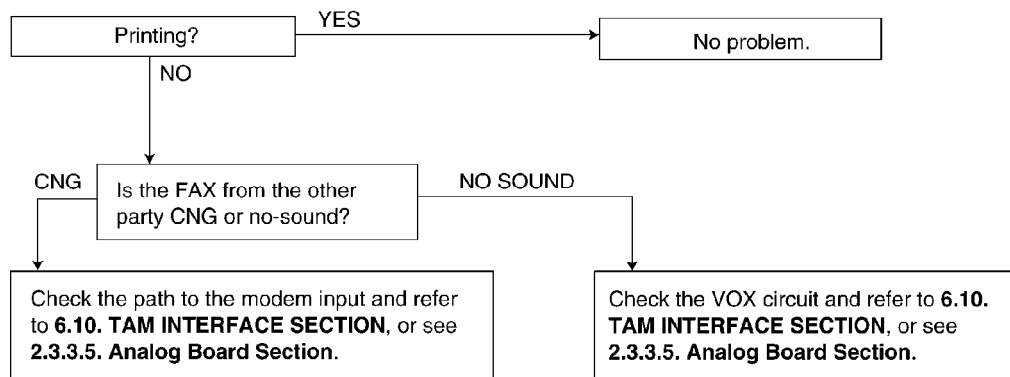 Printing?
YES
No problem.
NO
CNG
Is the FAX from the other
party CNG or no-sound?
NO SOUND
Check the path to the modem input and refer
to 6.10. TAM INTERFACE SECTION, or see
2.3.3.5. Analog Board Section.
Check the VOX circuit and refer to 6.10.
TAM INTERFACE SECTION, or see
2.3.3.5. Analog Board Section.